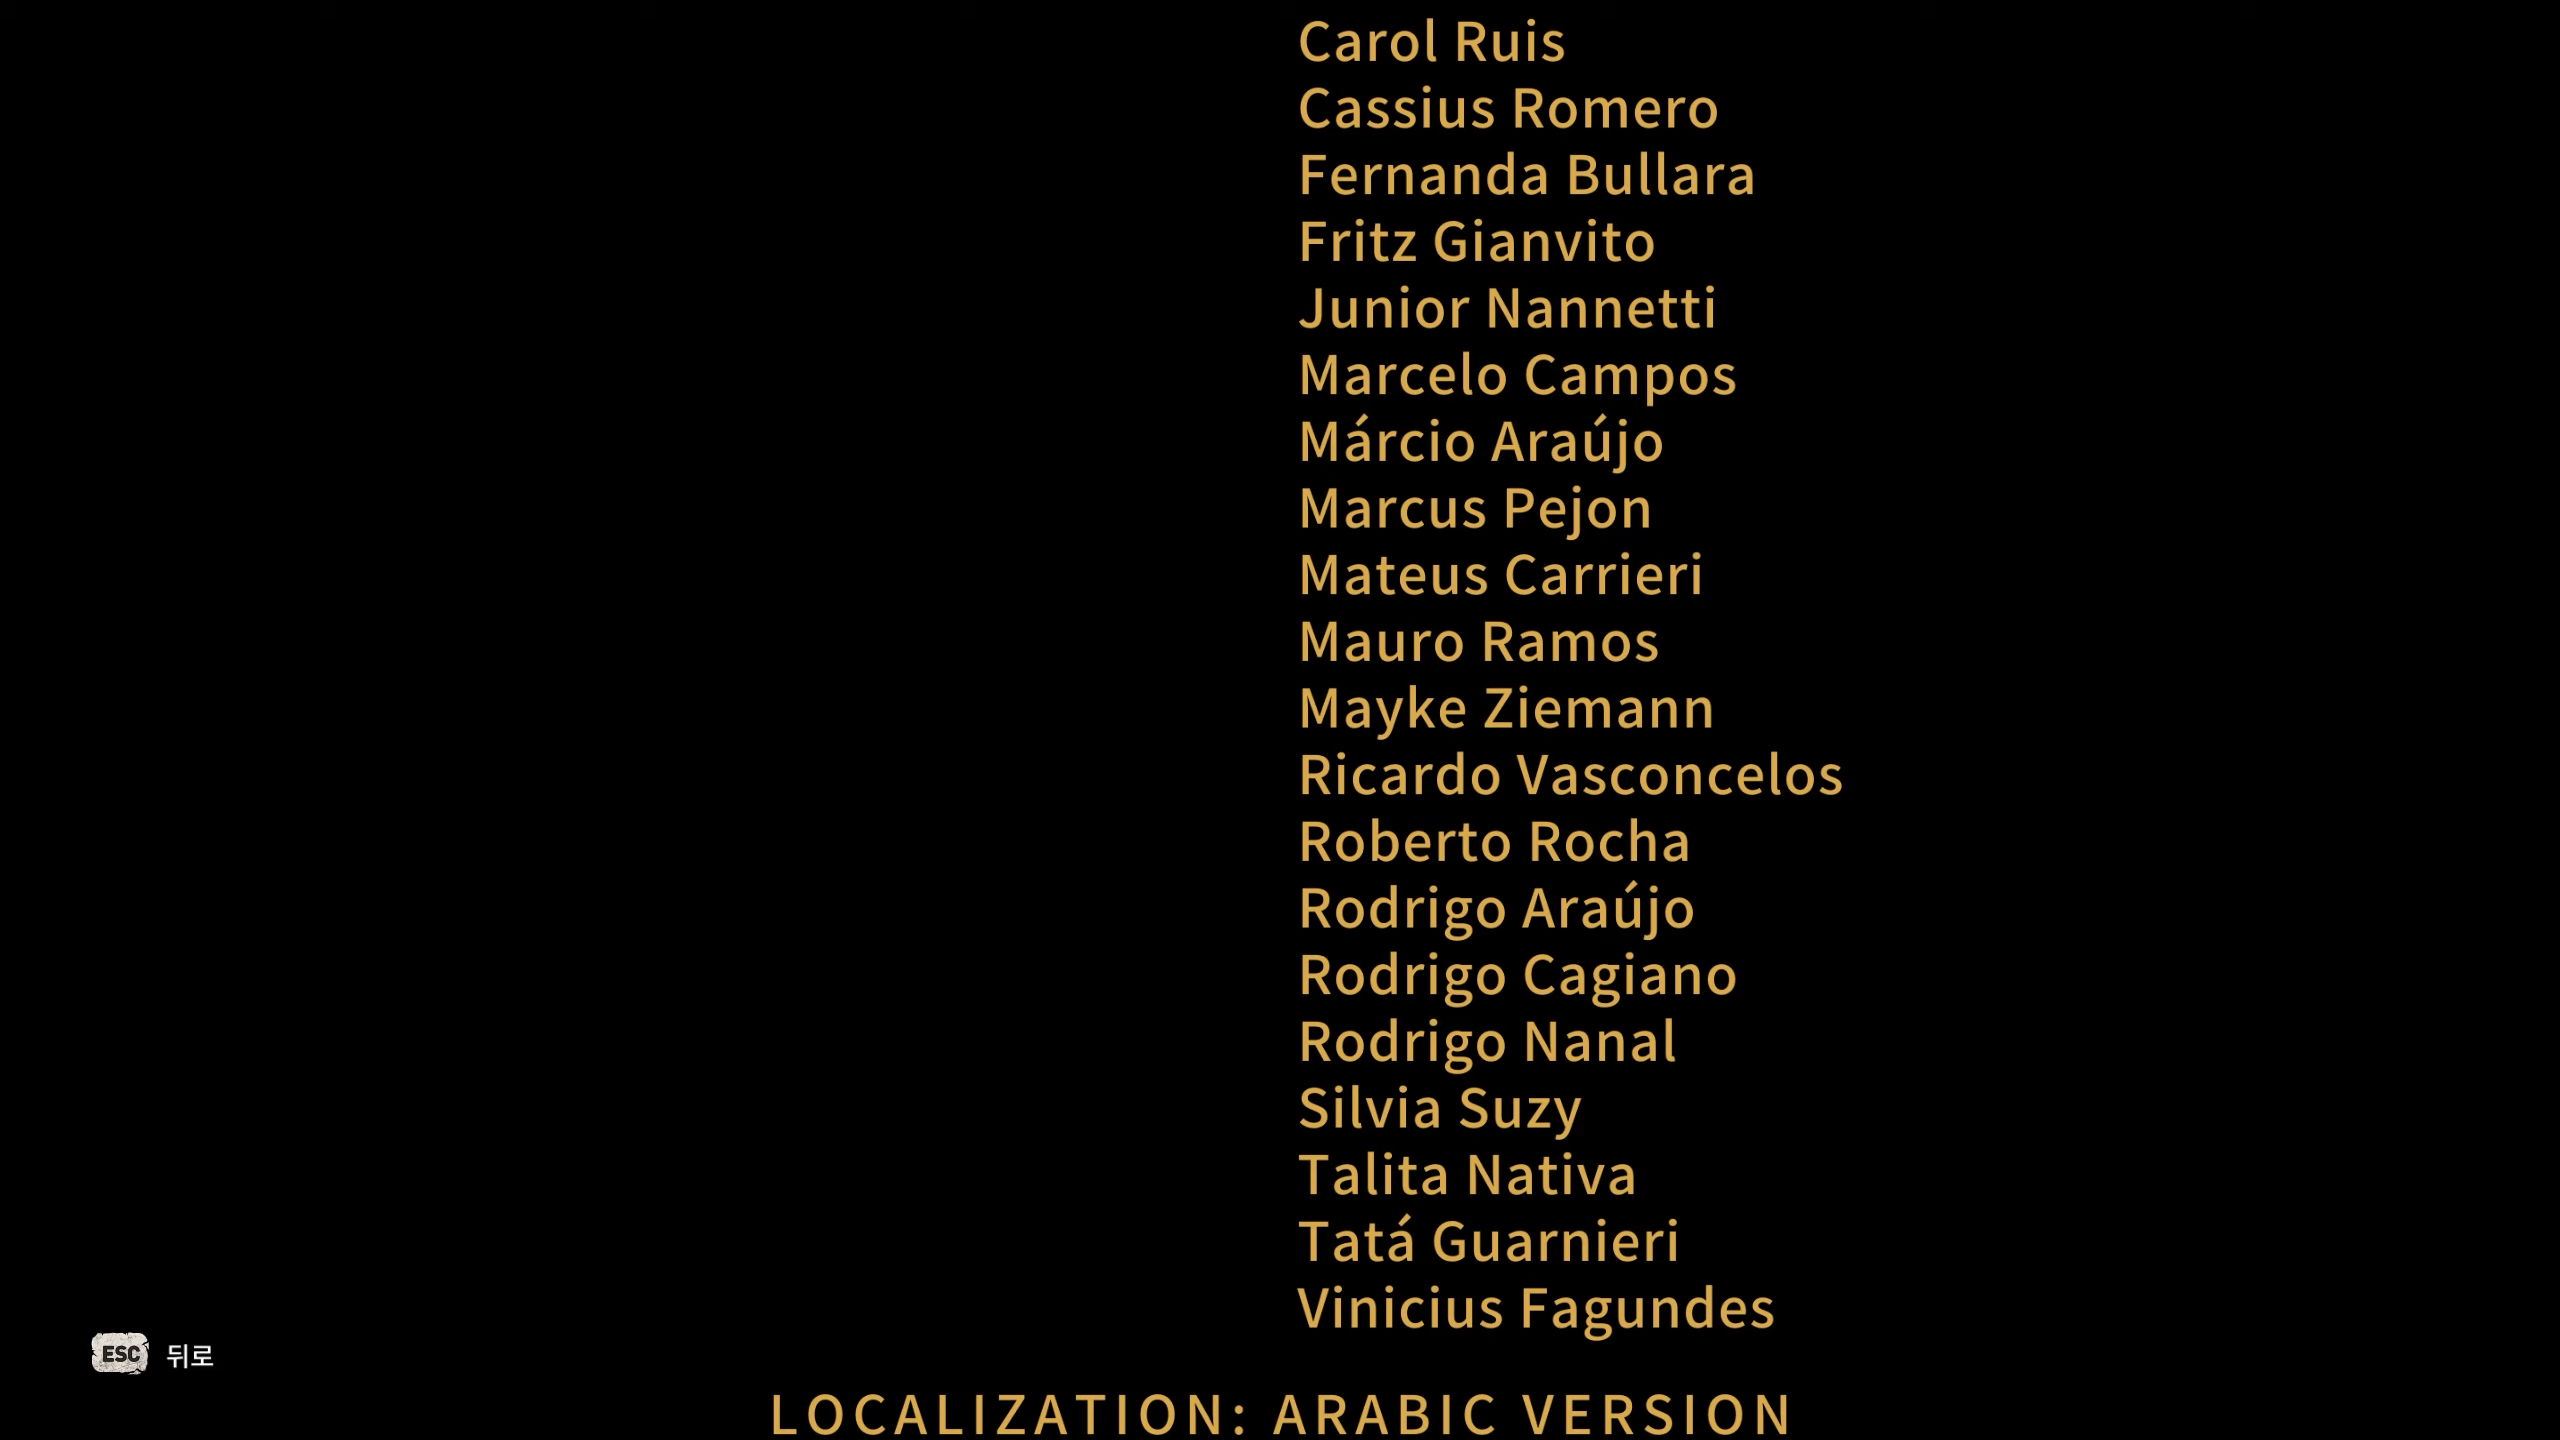 Carol Ruis
Cassius Romero
Fernanda Bullara
Fritz Gianvito
Junior Nannetti
Marcelo Campos
Márcio Araújo
Marcus Pejon
Mateus Carrieri
Mauro Ramos
Mayke Ziemann
Ricardo Vasconcelos
Roberto Rocha
Rodrigo Araújo
Rodrigo Cagiano
Rodrigo Nanal
Silvia Suzy
Talita Nativa
Tatá Guarnieri
Vinicius Fagundes
ESC 뒤로
LOCALIZATION: ARABIC VERSION